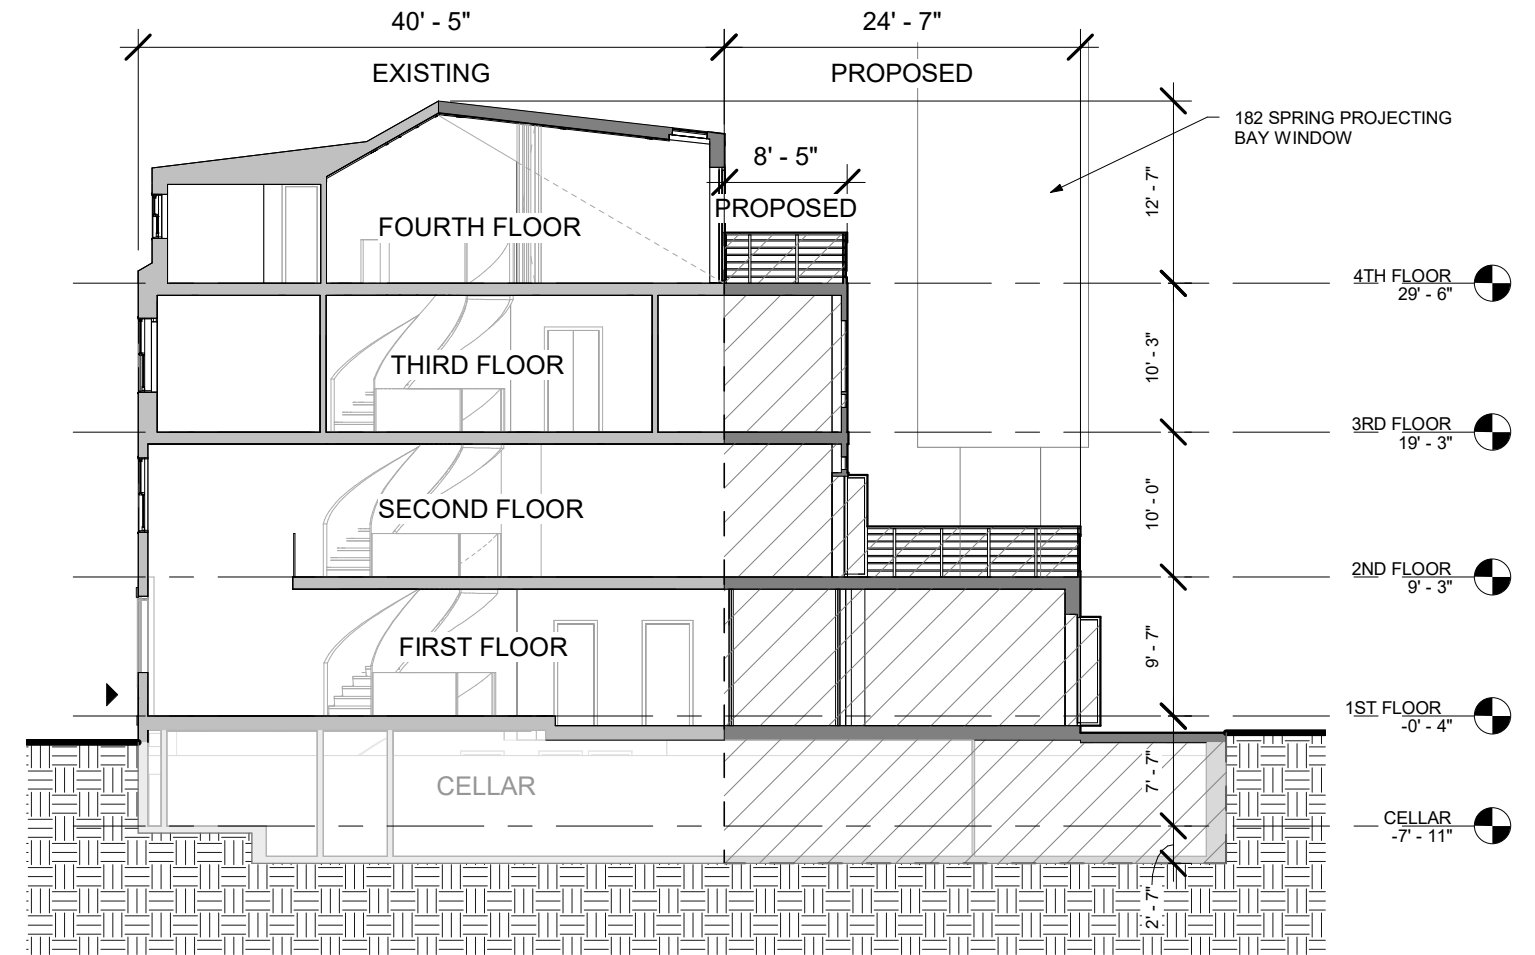 40' - 5"
24' - 7"
EXISTING
PROPOSED
182 SPRING PROJECTING
BAY WINDOW
8' - 5"
12' - 7"
PROPOSED
FOURTH FLOOR
4TH FLOOR
29' - 6"
THIRD FLOOR
10' - 3"
3RD FLOOR
19' - 3"
SECOND FLOOR
10' - 0"
2ND FLOOR
9' - 3"
FIRST FLOOR
9' - 7"
1ST FLOOR
-0' - 4"
CELLAR
7' - 7"
CELLAR
-7' - 11"
2' - 7"